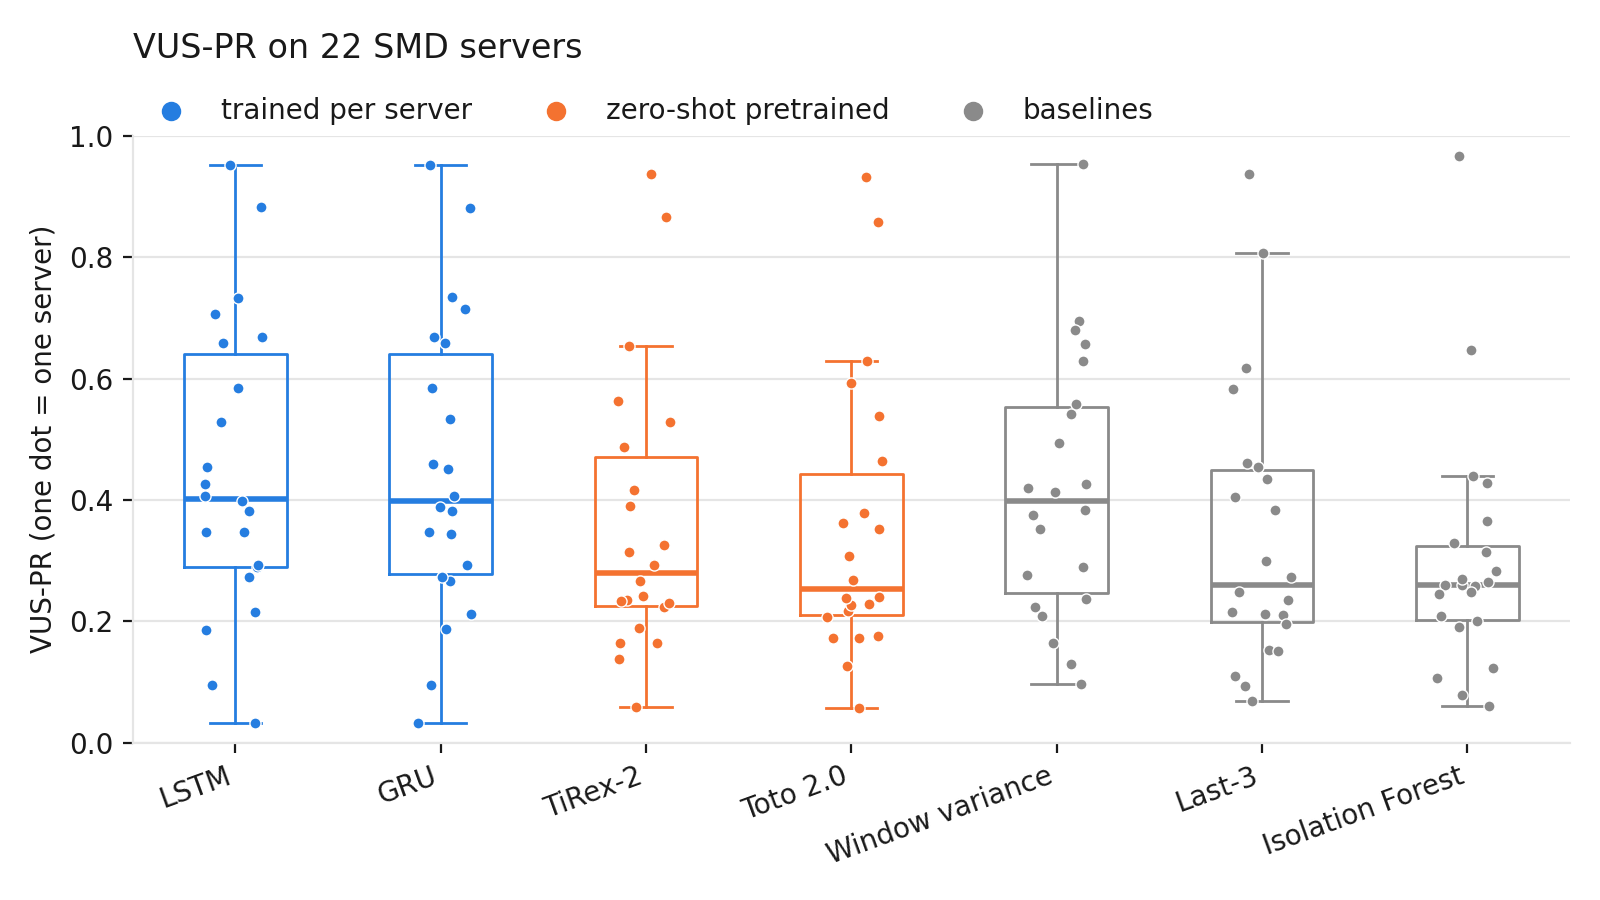 VUS-PR on 22 SMD servers
trained per server
zero-shot pretrained
baselines
VUS-PR (one dot = one server)
1.0
0.8
0.6
0.4
0.2
0.0
LSTM
GRU
TiRex-2
Toto 2.0
Window variance
Last-3
Isolation Forest